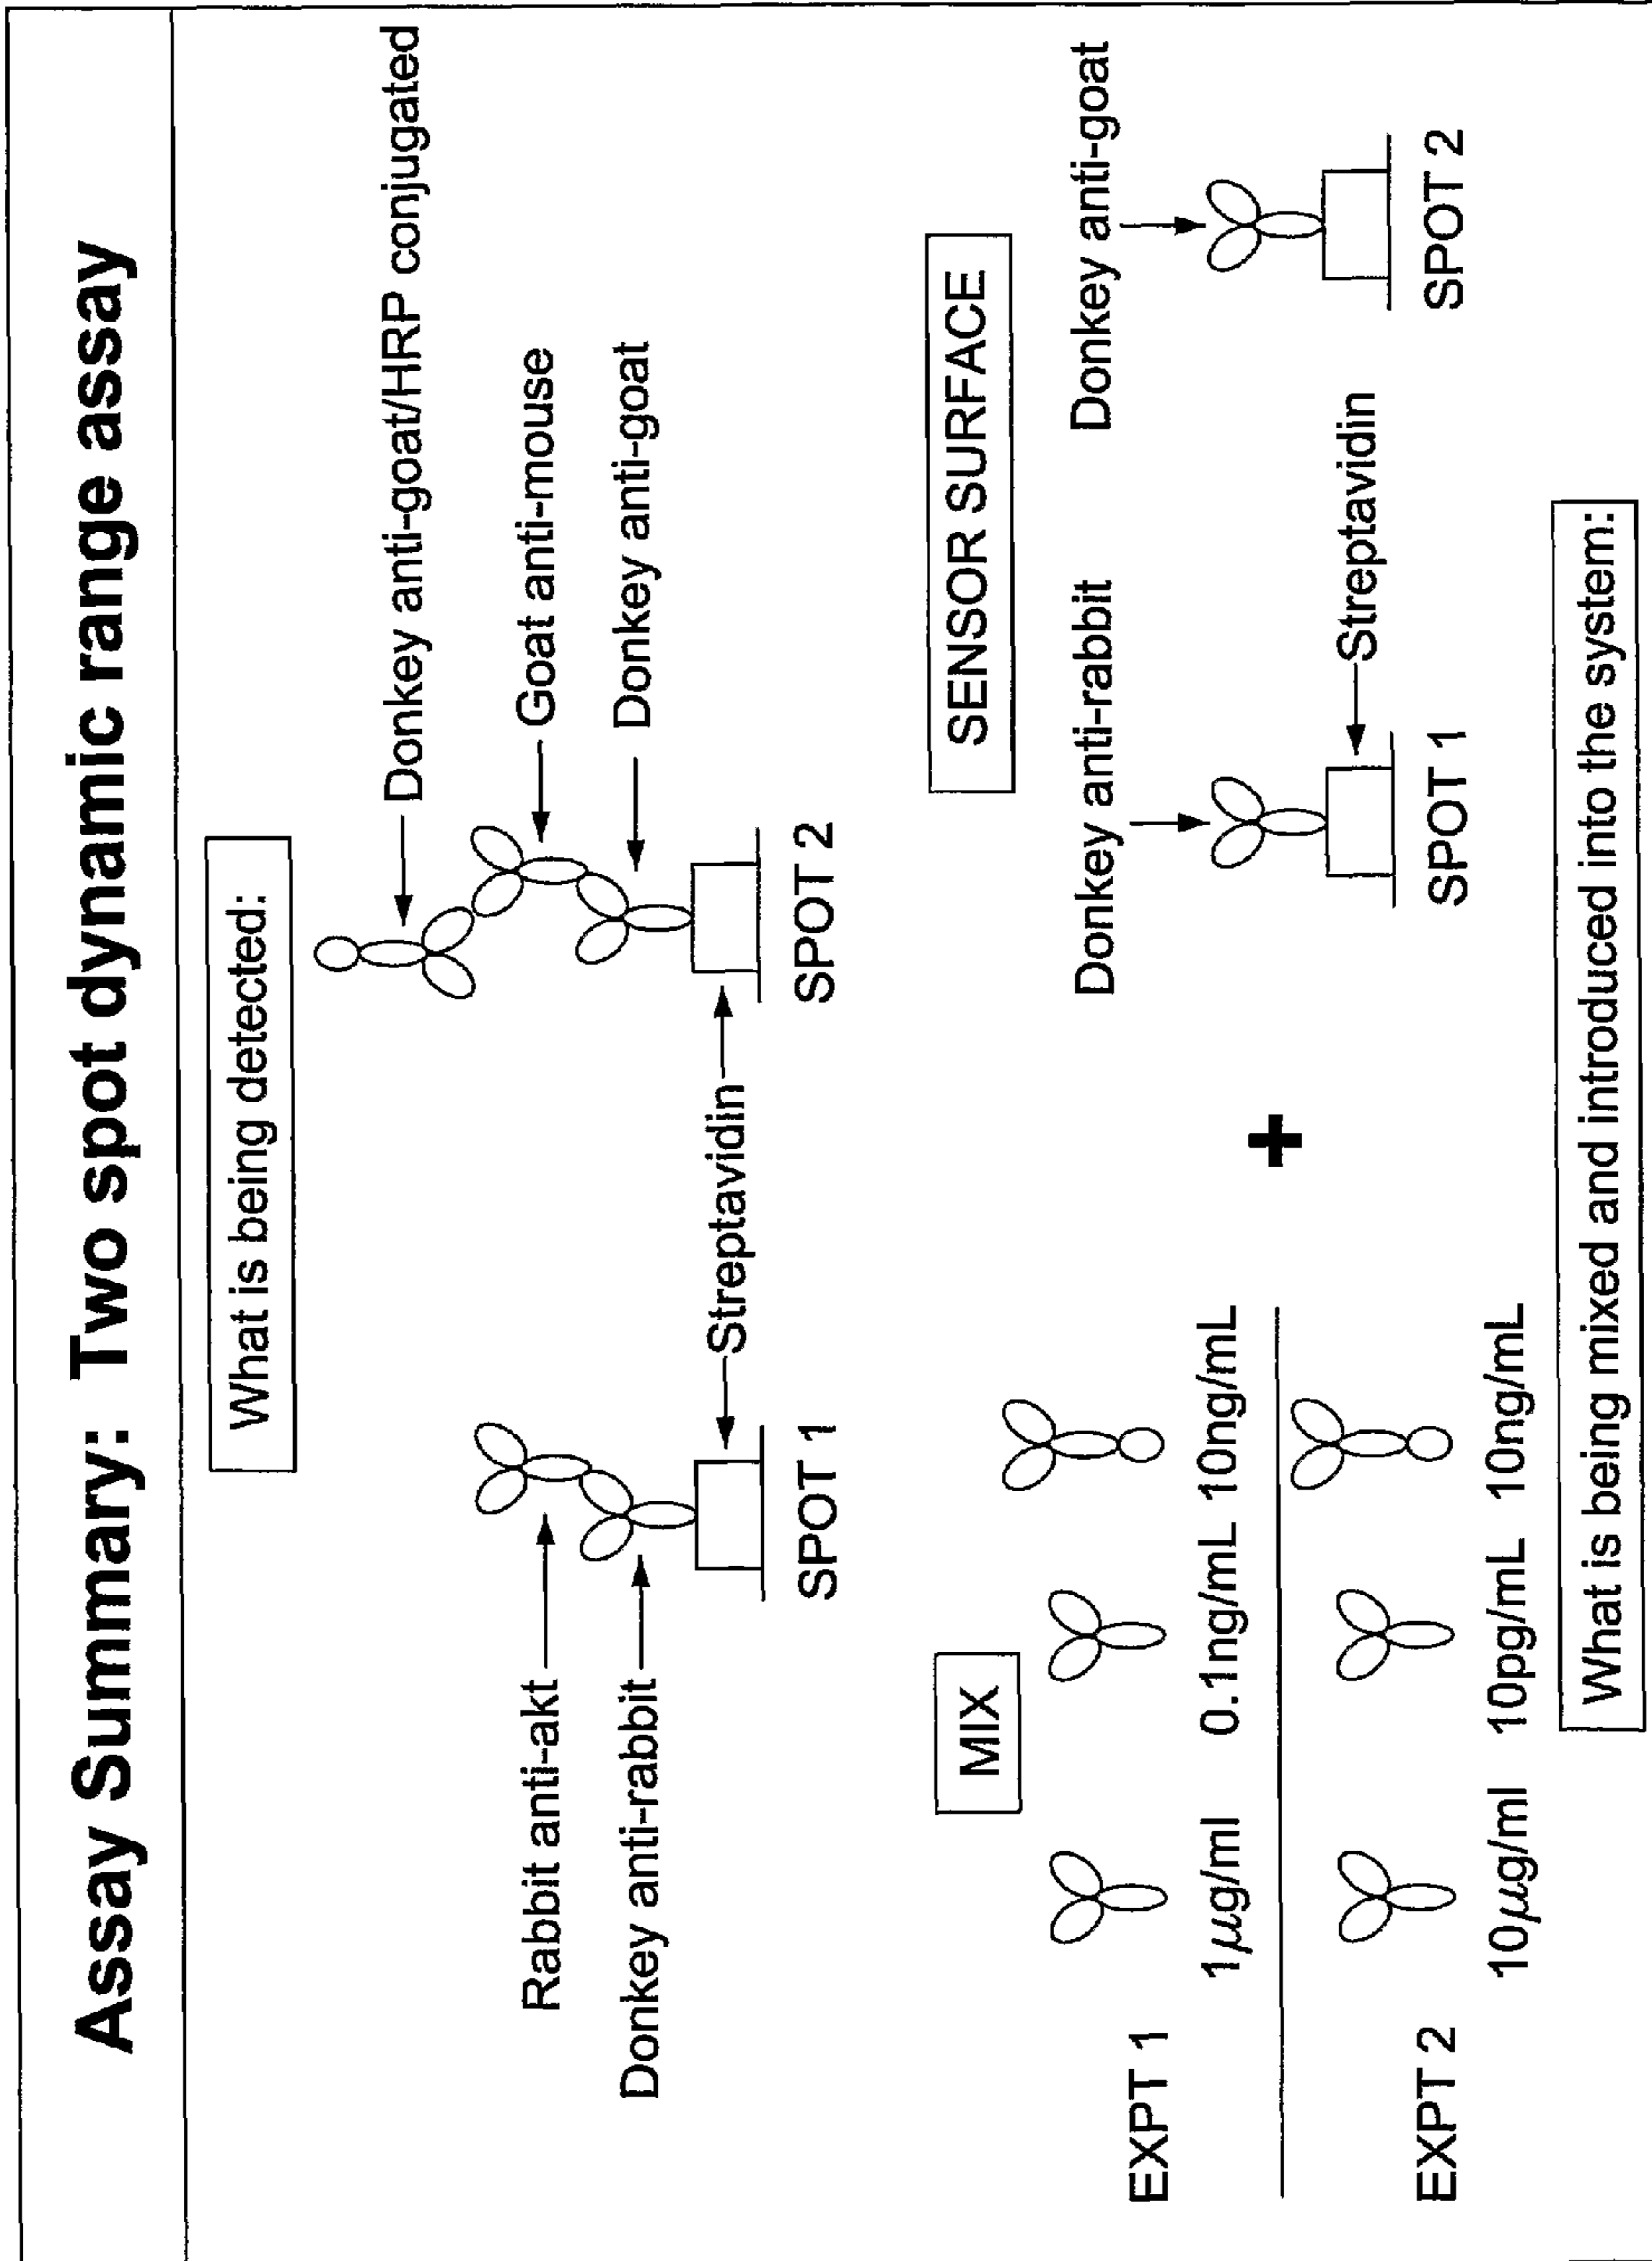 Assay Summary: Two spot dynamic range assay
What is being detected:
Donkey anti-goat/HRP conjugated
Rabbit anti-akt
Goat anti-mouse
Donkey anti-rabbit
Donkey anti-goat
Streptavidin
SPOT 1
SPOT 2
MIX
SENSOR SURFACE
Donkey anti-rabbit
Donkey anti-goat
EXPT 1
1μg/ml 0.1ng/mL 10ng/mL
+
Streptavidin
SPOT 1
SPOT 2
EXPT 2
10μg/ml 10pg/mL 10ng/mL
What is being mixed and introduced into the system: